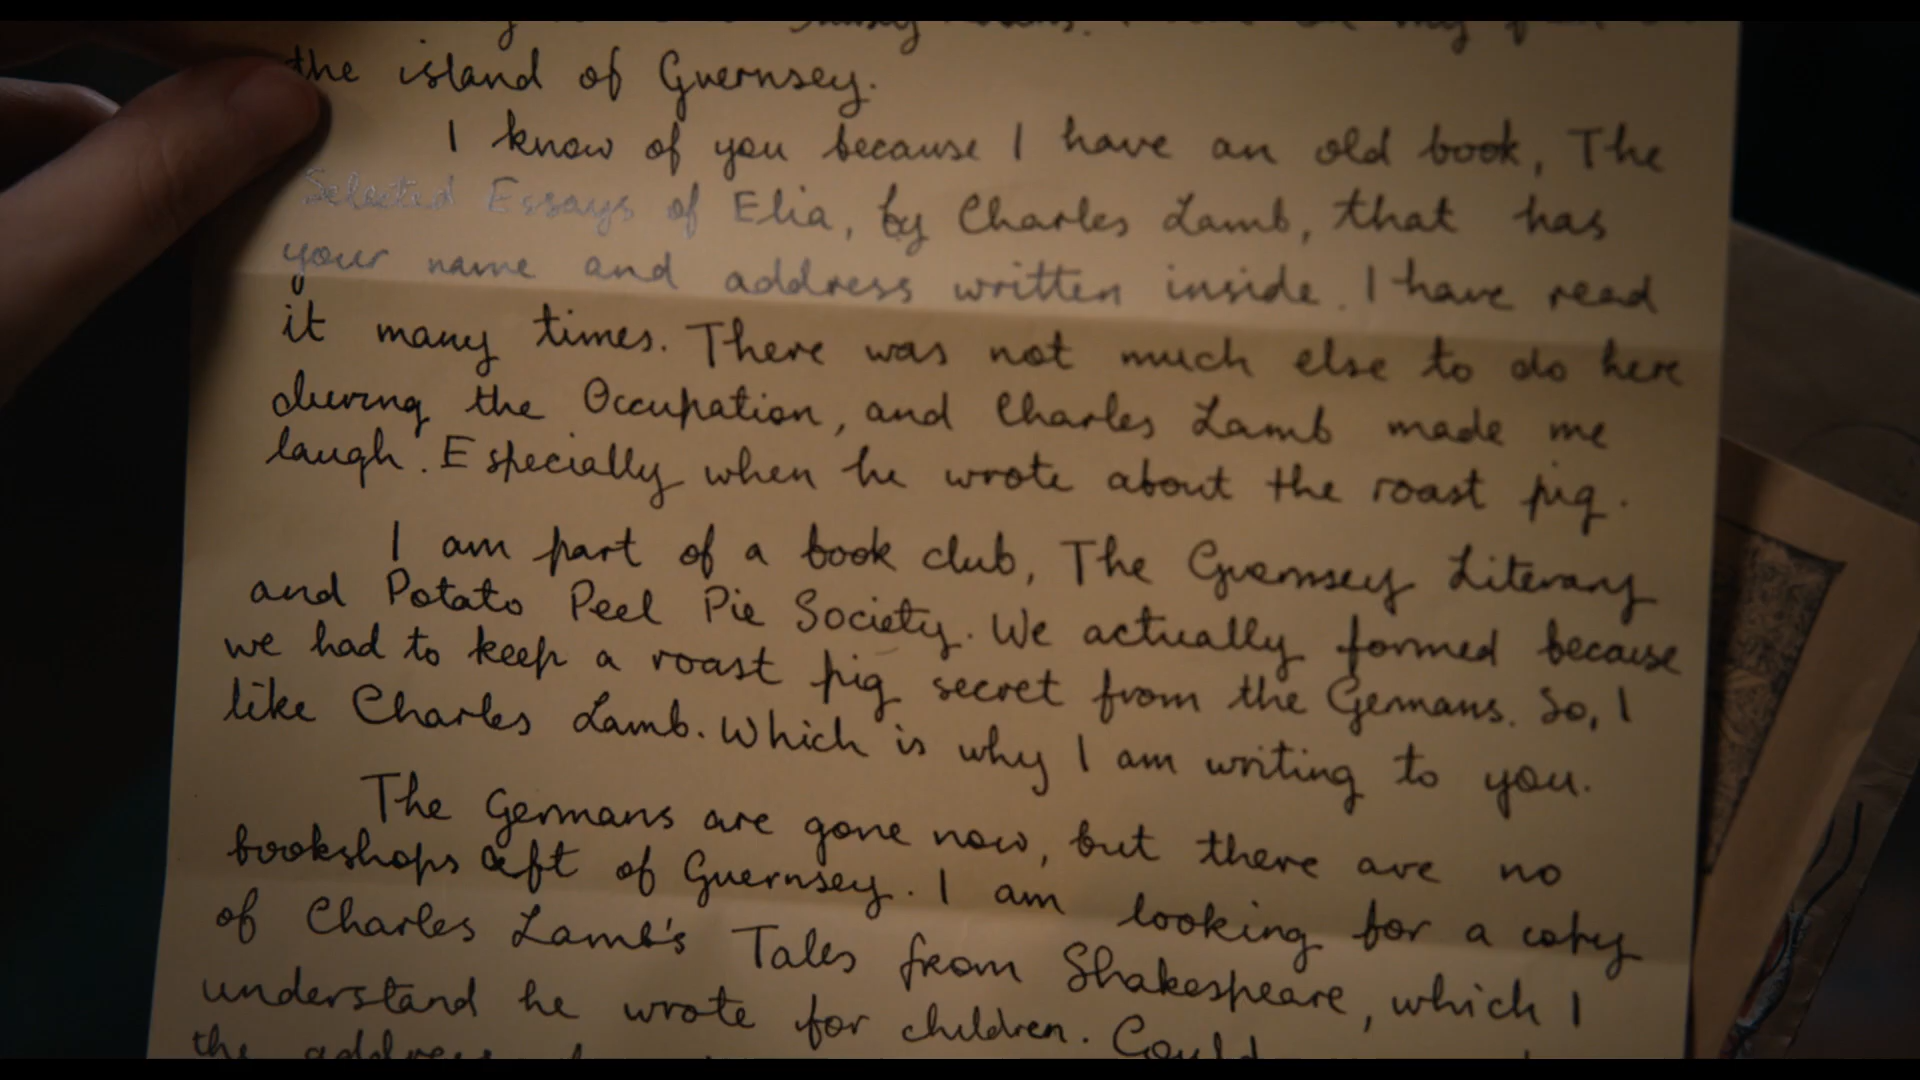 the island of Guernsey.
I know of you because I have an old book, The
Selected Essays of Elia, by Charles Lamb, that has
your name and address written inside. I have read
it many times. There was not much else to do here
during the Occupation, and Charles Lamb made me
laugh. Especially when he wrote about the roast pig.
I am part of a book club, The Guernsey Literary
and Potato Peel Pie Society. We actually formed because
we had to keep a roast pig secret from the Germans. So, I
like Charles Lamb. Which is why I am writing to you.
The Germans are gone now, but there are no
bookshops left of Guernsey. I am looking for a copy
of Charles Lamb's Tales from Shakespeare, which I
understand he wrote for children. Could
the address